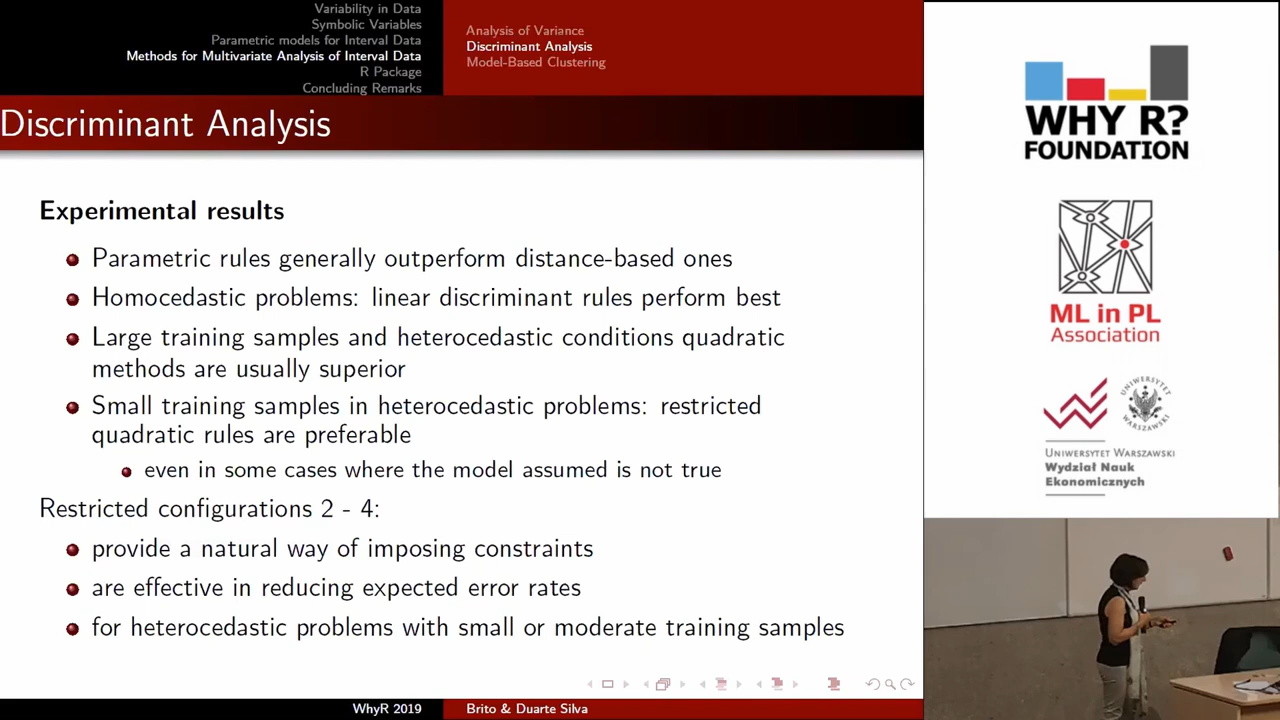 Variability in Data
Symbolic Variables
Parametric models for Interval Data
Methods for Multivariate Analysis of Interval Data
R Package
Concluding Remarks
Analysis of Variance
Discriminant Analysis
Model-Based Clustering
Discriminant Analysis
Experimental results
Parametric rules generally outperform distance-based ones
Homocedastic problems: linear discriminant rules perform best
Large training samples and heterocedastic conditions quadratic
methods are usually superior
Small training samples in heterocedastic problems: restricted
quadratic rules are preferable
even in some cases where the model assumed is not true
Restricted configurations 2 - 4:
provide a natural way of imposing constraints
are effective in reducing expected error rates
for heterocedastic problems with small or moderate training samples
WhyR 2019
Brito & Duarte Silva
WHY R?
FOUNDATION
ML in PL
Association
UNIWERSYTET
WARSZAWSKI
UNIWERSYTET WARSZAWSKI
Wydział Nauk
Ekonomicznych